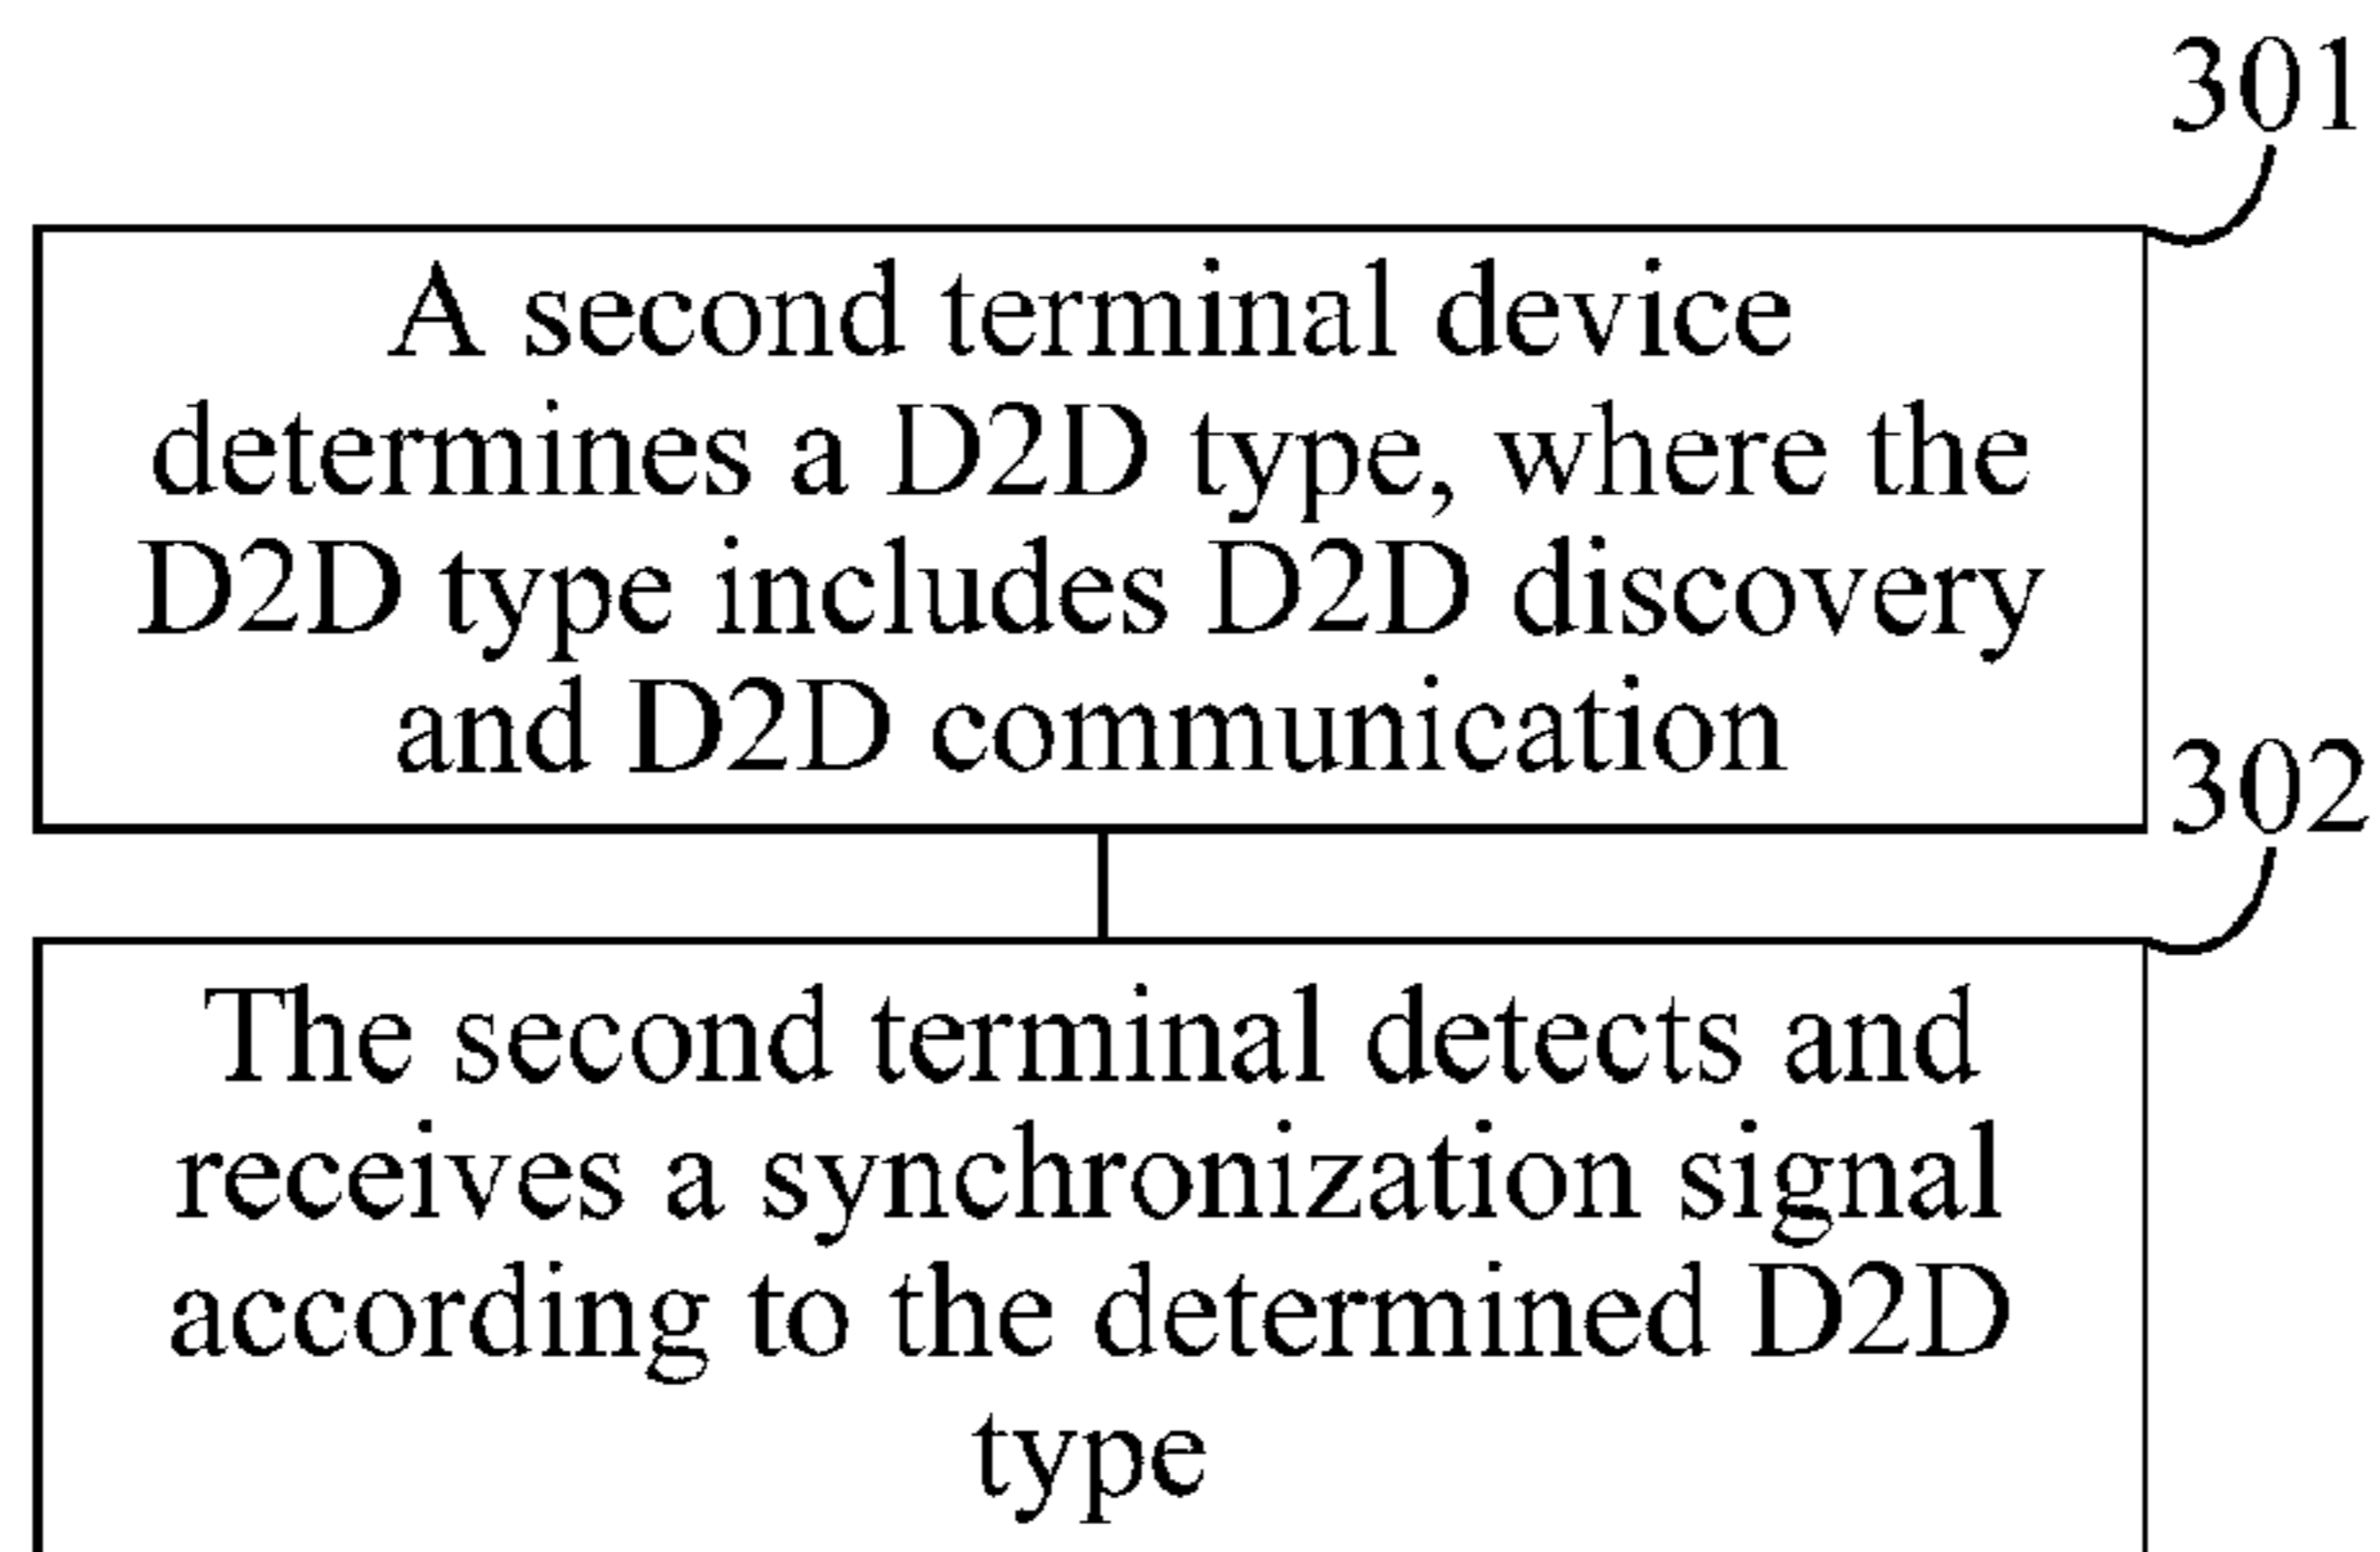 301
A second terminal device
determines a D2D type, where the
D2D type includes D2D discovery
and D2D communication
302
The second terminal detects and
receives a synchronization signal
according to the determined D2D
type